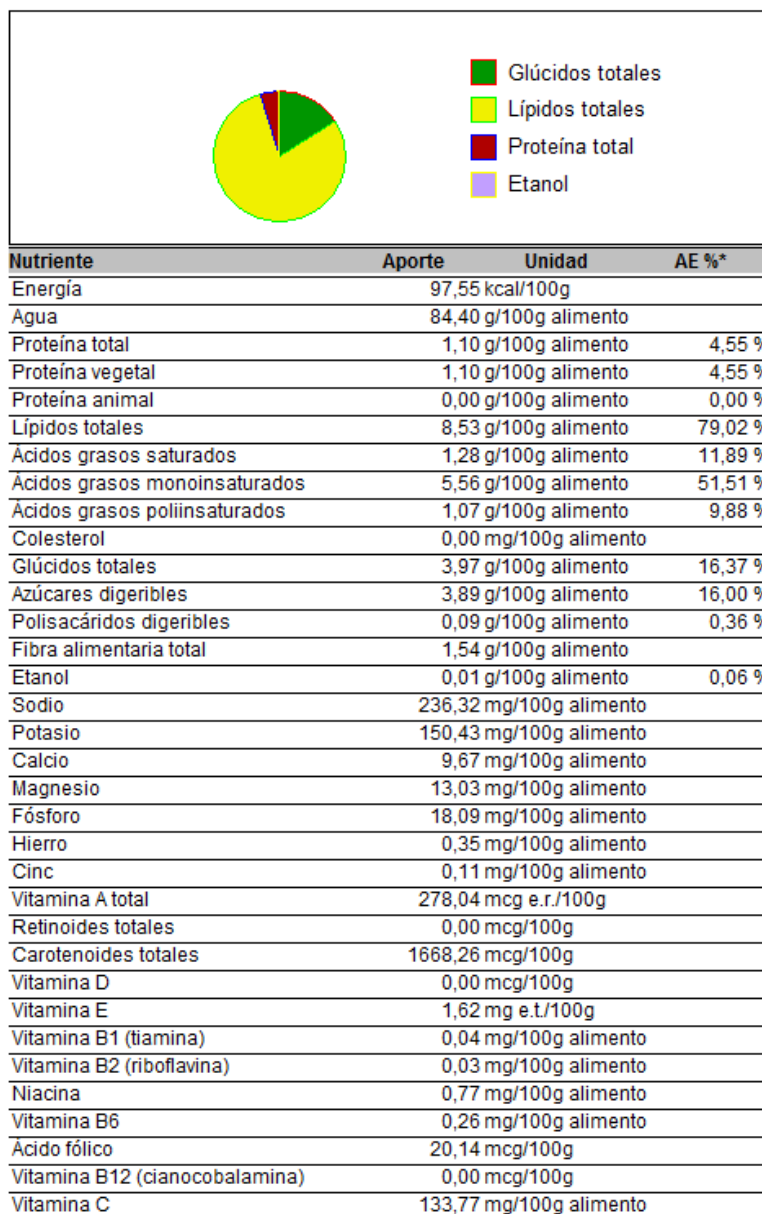 Glúcidos totales
Lípidos totales
Proteína total
Etanol
Nutriente Aporte Unidad AE %*
Energía 97,55 kcal/100g
Agua 84,40 g/100g alimento
Proteína total 1,10 g/100g alimento 4,55 %
Proteína vegetal 1,10 g/100g alimento 4,55 %
Proteína animal 0,00 g/100g alimento 0,00 %
Lípidos totales 8,53 g/100g alimento 79,02 %
Ácidos grasos saturados 1,28 g/100g alimento 11,89 %
Ácidos grasos monoinsaturados 5,56 g/100g alimento 51,51 %
Ácidos grasos poliinsaturados 1,07 g/100g alimento 9,88 %
Colesterol 0,00 mg/100g alimento
Glúcidos totales 3,97 g/100g alimento 16,37 %
Azúcares digeribles 3,89 g/100g alimento 16,00 %
Polisacáridos digeribles 0,09 g/100g alimento 0,36 %
Fibra alimentaria total 1,54 g/100g alimento
Etanol 0,01 g/100g alimento 0,06 %
Sodio 236,32 mg/100g alimento
Potasio 150,43 mg/100g alimento
Calcio 9,67 mg/100g alimento
Magnesio 13,03 mg/100g alimento
Fósforo 18,09 mg/100g alimento
Hierro 0,35 mg/100g alimento
Cinc 0,11 mg/100g alimento
Vitamina A total 278,04 mcg e.r./100g
Retinoides totales 0,00 mcg/100g
Carotenoides totales 1668,26 mcg/100g
Vitamina D 0,00 mcg/100g
Vitamina E 1,62 mg e.t./100g
Vitamina B1 (tiamina) 0,04 mg/100g alimento
Vitamina B2 (riboflavina) 0,03 mg/100g alimento
Niacina 0,77 mg/100g alimento
Vitamina B6 0,26 mg/100g alimento
Ácido fólico 20,14 mcg/100g
Vitamina B12 (cianocobalamina) 0,00 mcg/100g
Vitamina C 133,77 mg/100g alimento